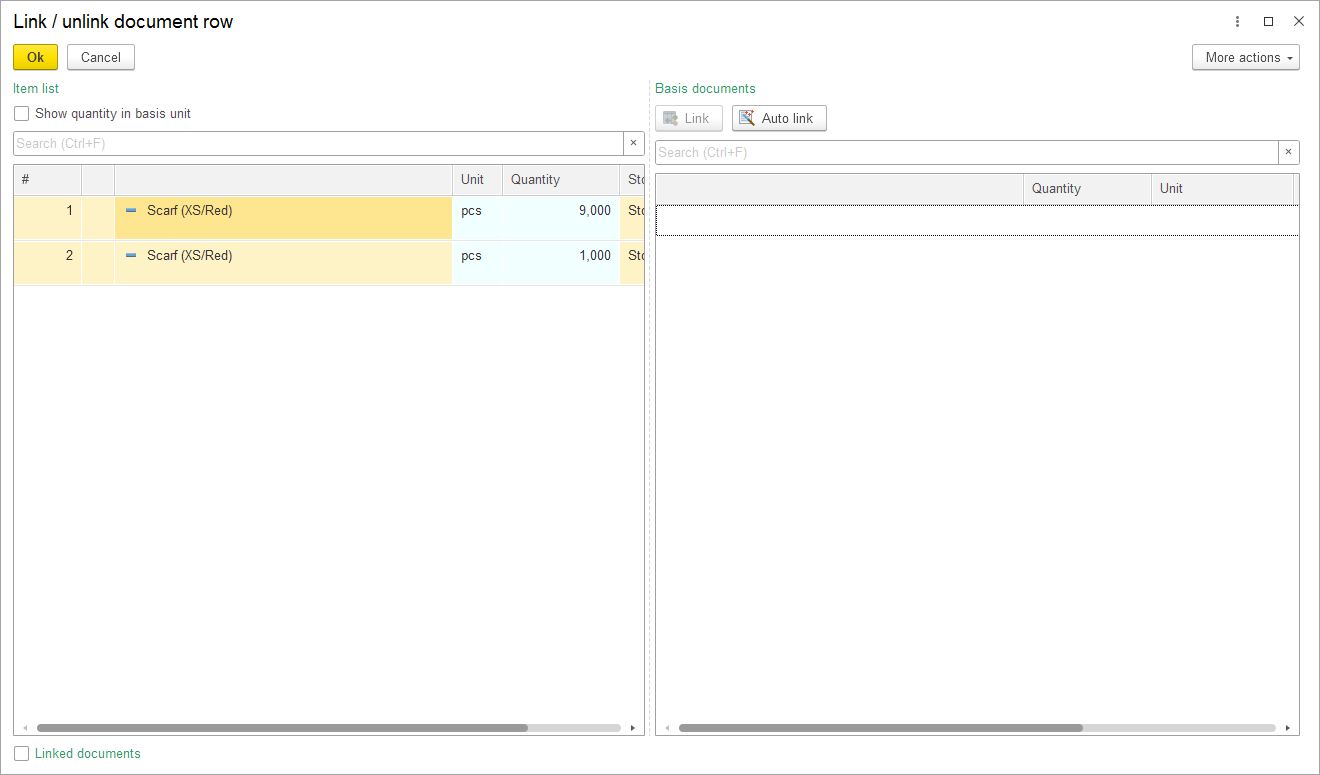 Link / unlink document row
Ok
Cancel
More actions
Item list
Show quantity in basis unit
Search (Ctrl+F)
×
# Unit Quantity Sto
1 Scarf (XS/Red) pcs 9,000 Sto
2 Scarf (XS/Red) pcs 1,000 Sto
Linked documents
Basis documents
Link
Auto link
Search (Ctrl+F)
×
Quantity Unit